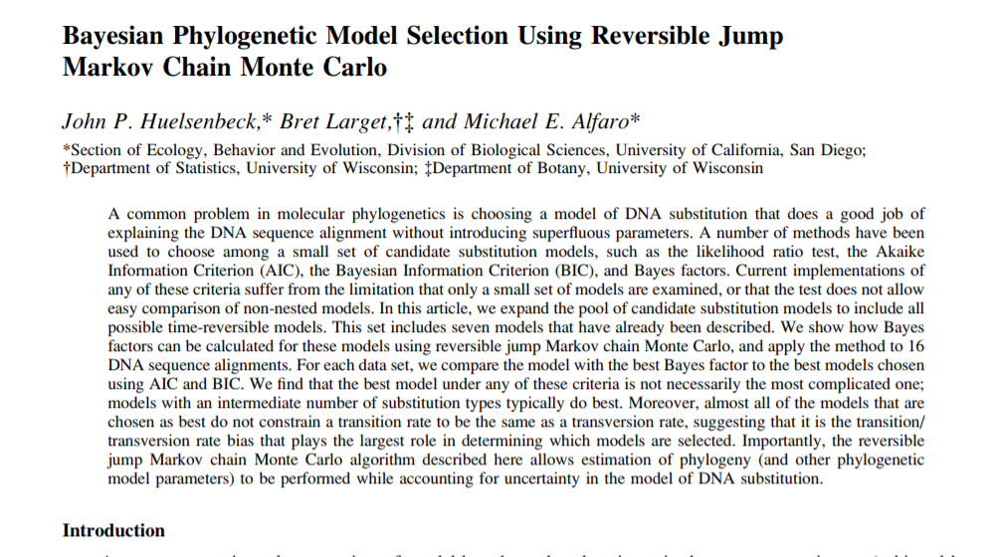 Bayesian Phylogenetic Model Selection Using Reversible Jump
Markov Chain Monte Carlo
John P. Huelsenbeck,* Bret Larget,†‡ and Michael E. Alfaro*
*Section of Ecology, Behavior and Evolution, Division of Biological Sciences, University of California, San Diego;
†Department of Statistics, University of Wisconsin; ‡Department of Botany, University of Wisconsin
A common problem in molecular phylogenetics is choosing a model of DNA substitution that does a good job of
explaining the DNA sequence alignment without introducing superfluous parameters. A number of methods have been
used to choose among a small set of candidate substitution models, such as the likelihood ratio test, the Akaike
Information Criterion (AIC), the Bayesian Information Criterion (BIC), and Bayes factors. Current implementations of
any of these criteria suffer from the limitation that only a small set of models are examined, or that the test does not allow
easy comparison of non-nested models. In this article, we expand the pool of candidate substitution models to include all
possible time-reversible models. This set includes seven models that have already been described. We show how Bayes
factors can be calculated for these models using reversible jump Markov chain Monte Carlo, and apply the method to 16
DNA sequence alignments. For each data set, we compare the model with the best Bayes factor to the best models chosen
using AIC and BIC. We find that the best model under any of these criteria is not necessarily the most complicated one;
models with an intermediate number of substitution types typically do best. Moreover, almost all of the models that are
chosen as best do not constrain a transition rate to be the same as a transversion rate, suggesting that it is the transition/
transversion rate bias that plays the largest role in determining which models are selected. Importantly, the reversible
jump Markov chain Monte Carlo algorithm described here allows estimation of phylogeny (and other phylogenetic
model parameters) to be performed while accounting for uncertainty in the model of DNA substitution.
Introduction